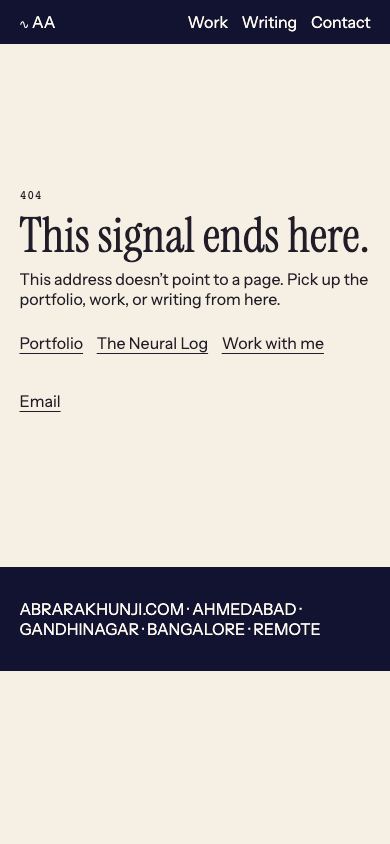 ∿ AA
Work Writing Contact
404
This signal ends here.
This address doesn’t point to a page. Pick up the
portfolio, work, or writing from here.
Portfolio The Neural Log Work with me
Email
ABRARAKHUNJI.COM · AHMEDABAD ·
GANDHINAGAR · BANGALORE · REMOTE